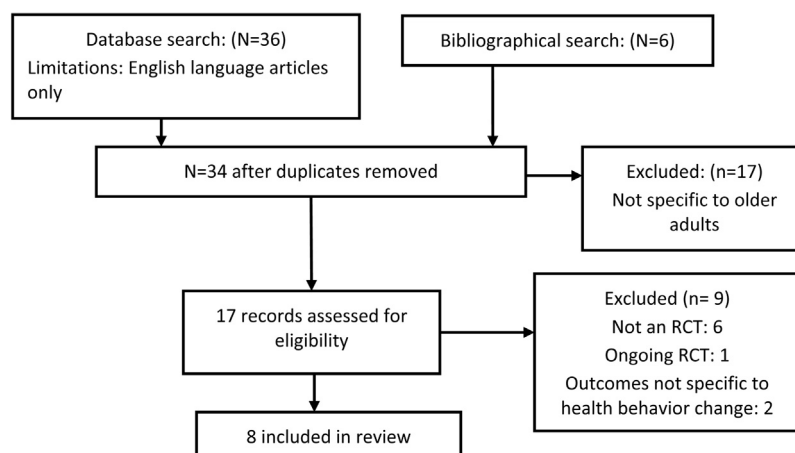 Database search: (N=36)
Limitations: English language articles
only
Bibliographical search: (N=6)
N=34 after duplicates removed
Excluded: (n=17)
Not specific to older
adults
17 records assessed for
eligibility
Excluded (n= 9)
Not an RCT: 6
Ongoing RCT: 1
Outcomes not specific to
health behavior change: 2
8 included in review